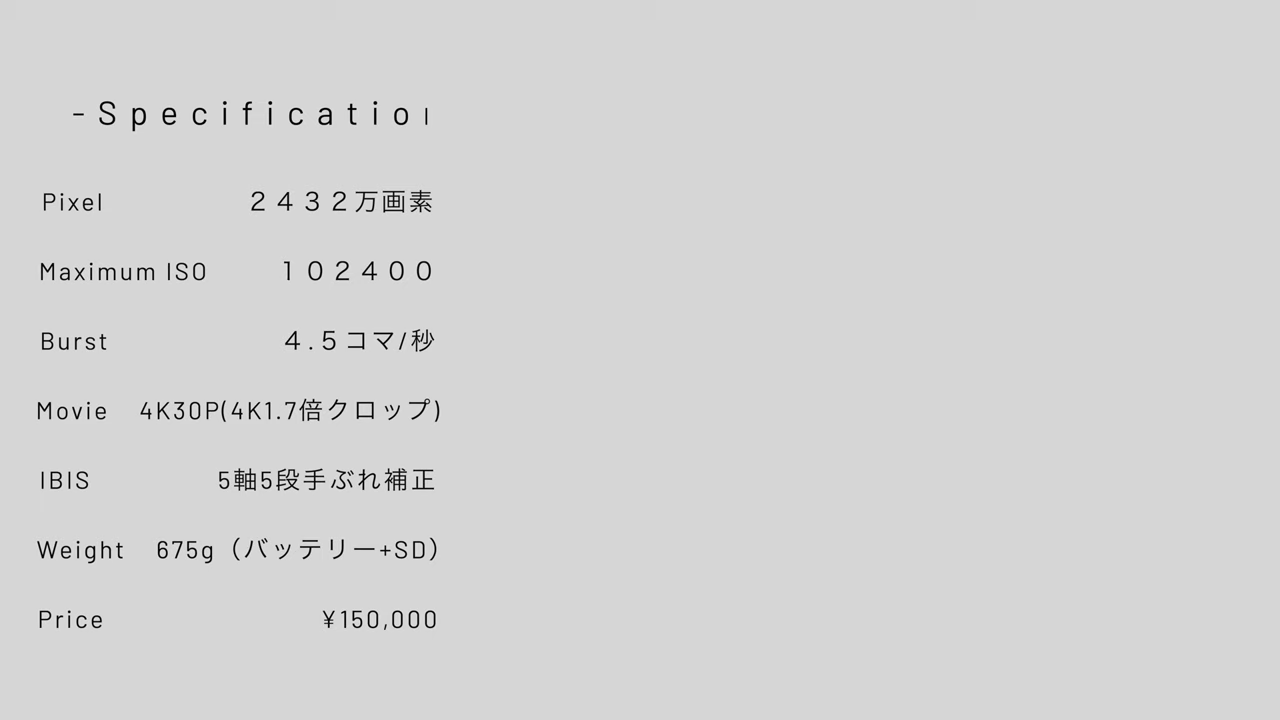 -Specificatio
Pixel ２４３２万画素
Maximum ISO １０２４００
Burst ４.５コマ/秒
Movie 4K30P(4K1.7倍クロップ)
IBIS 5軸5段手ぶれ補正
Weight 675g（バッテリー+SD）
Price ¥150,000